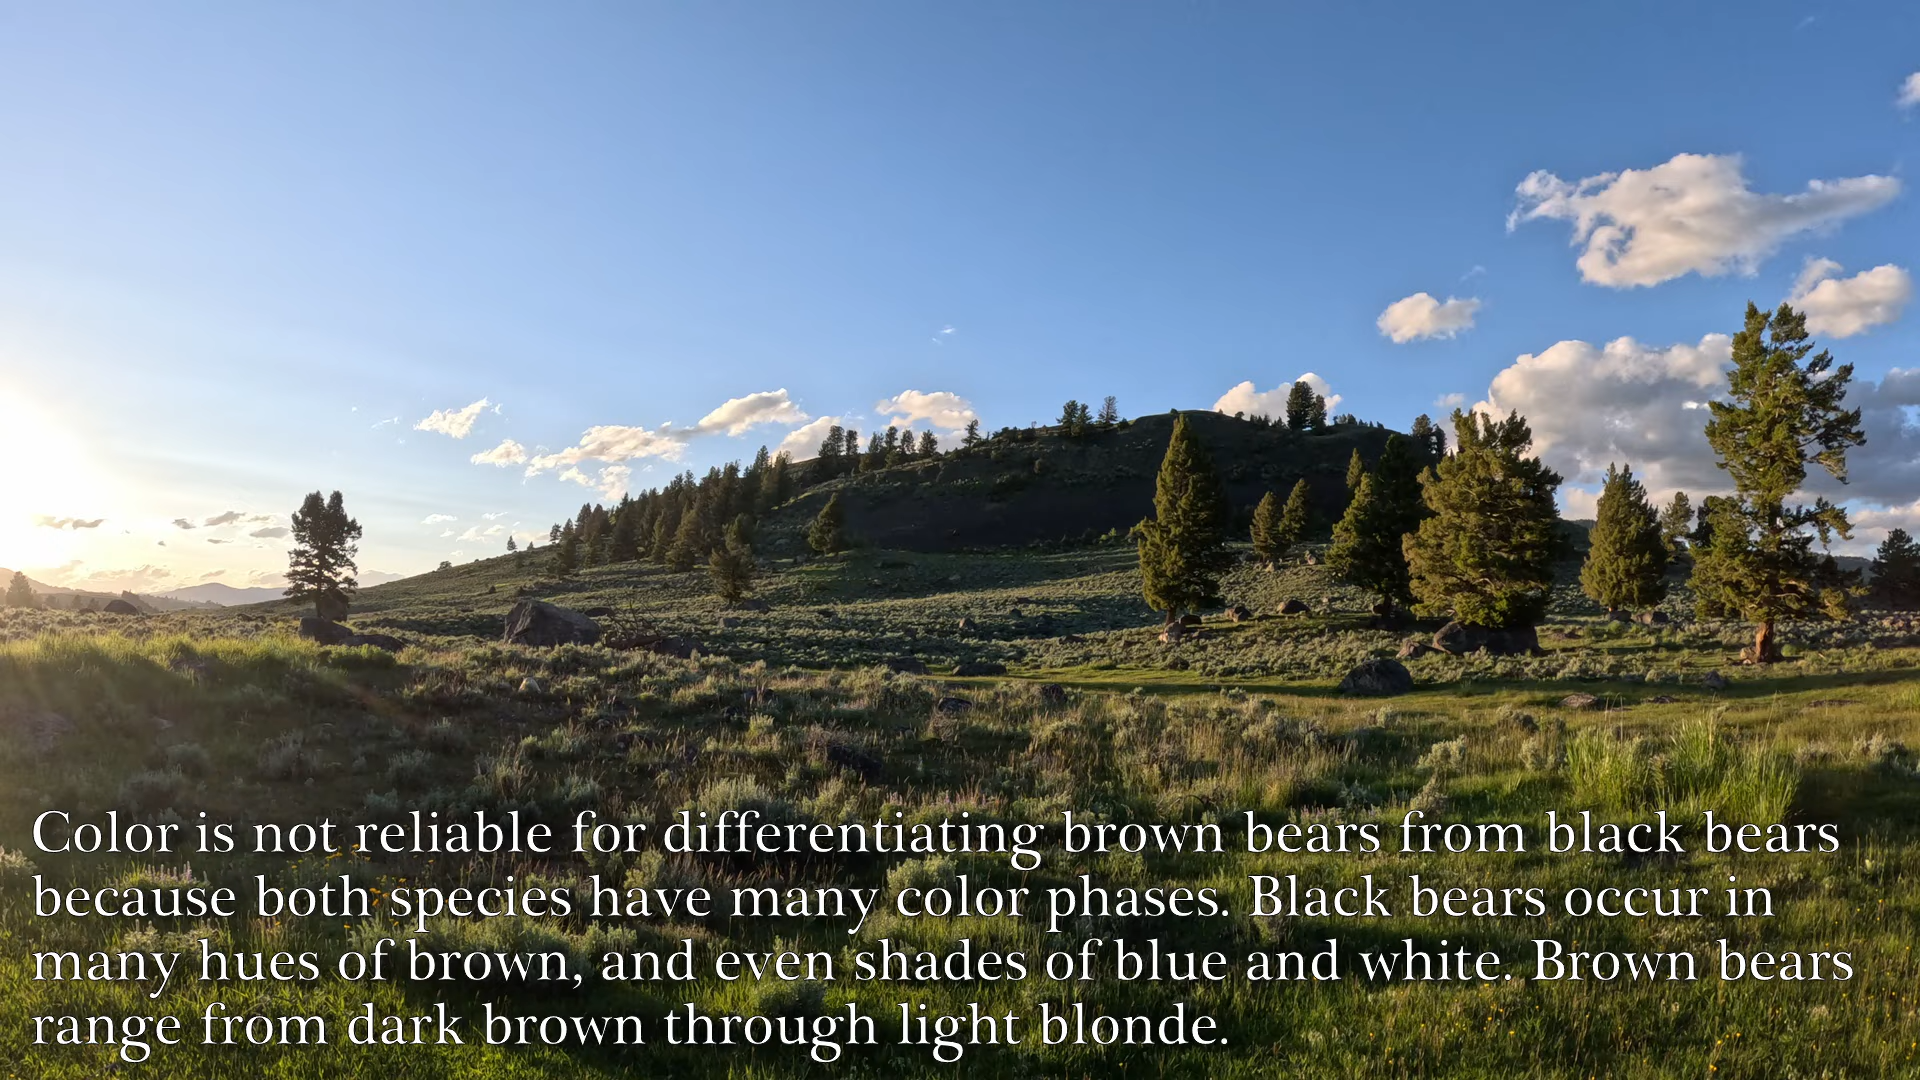 Color is not reliable for differentiating brown bears from black bears
because both species have many color phases. Black bears occur in
many hues of brown, and even shades of blue and white. Brown bears
range from dark brown through light blonde.